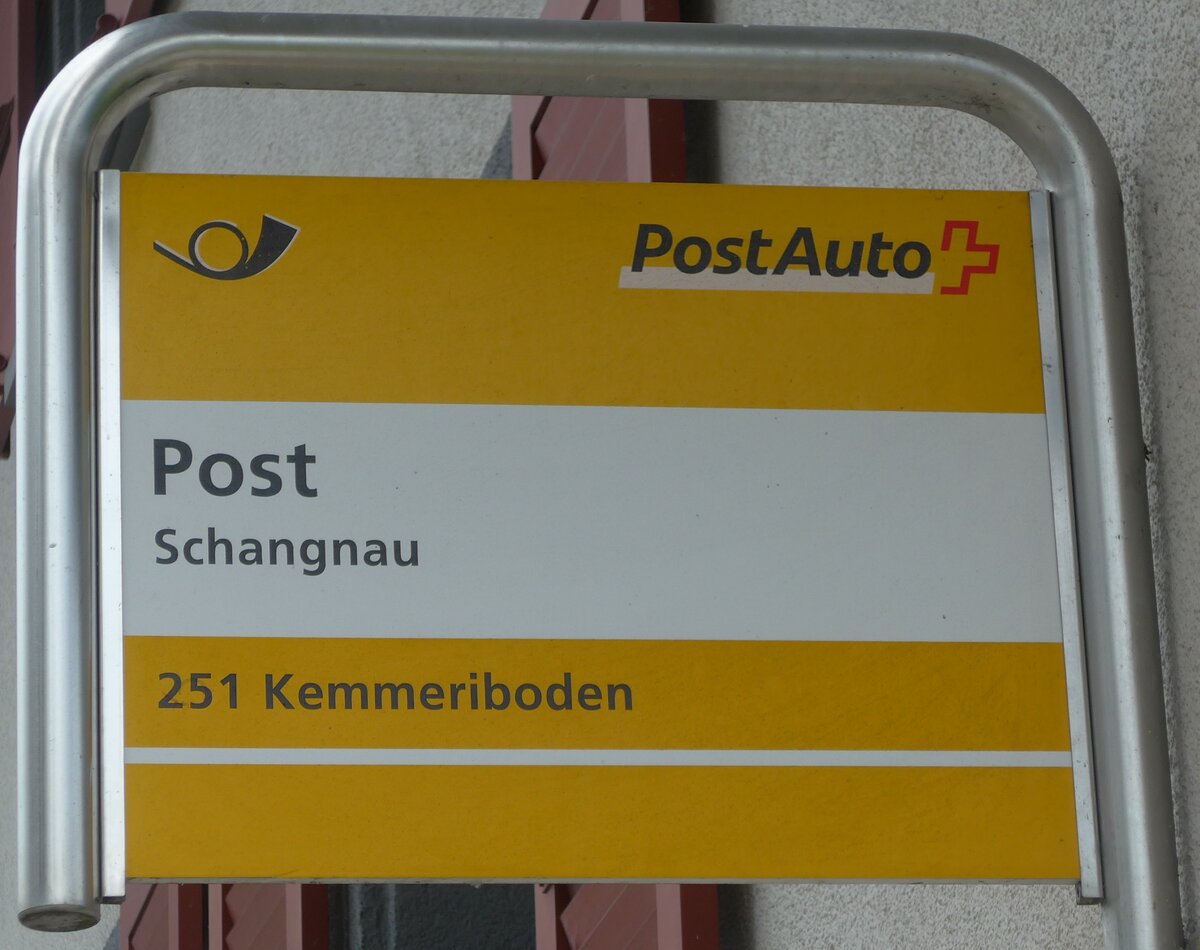 PostAuto
Post
Schangnau
251 Kemmeriboden